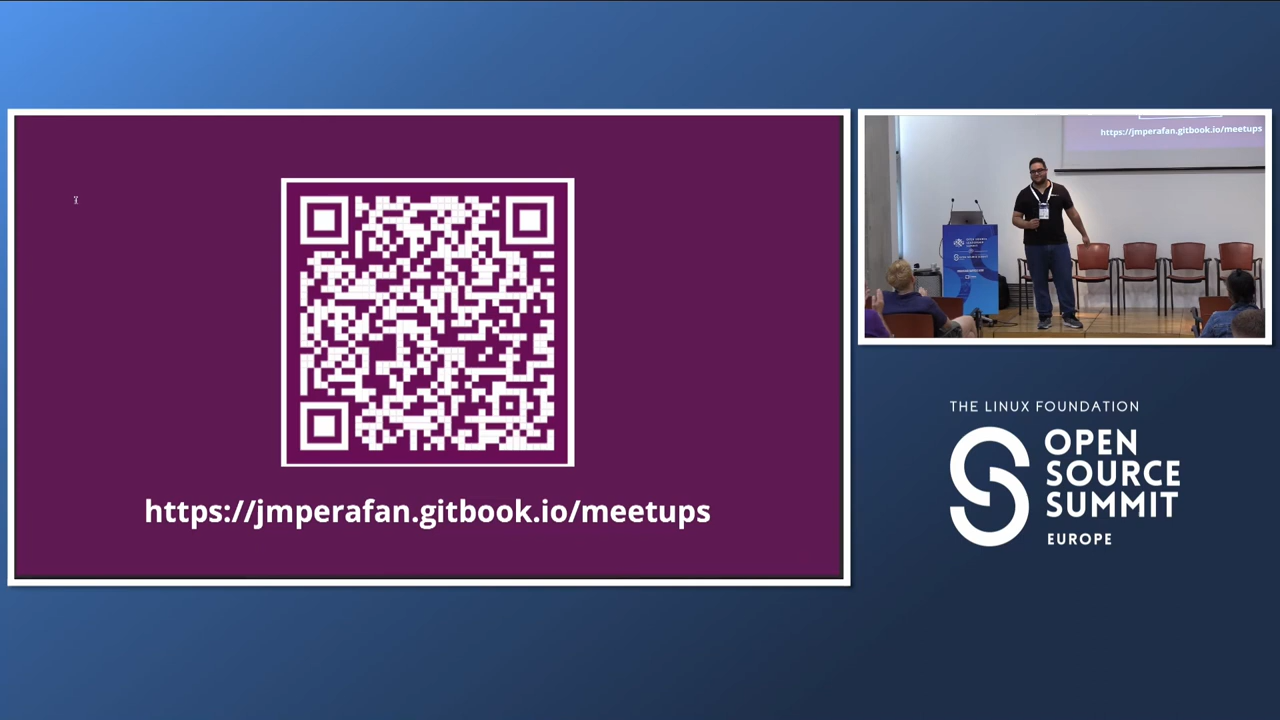 https://jmperafan.gitbook.io/meetups
https://jmperafan.gitbook.io/meetups
THE LINUX FOUNDATION
OPEN
SOURCE
SUMMIT
EUROPE